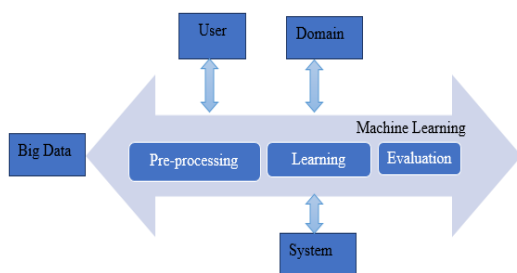 User
Domain
Machine Learning
Big Data
Pre-processing
Learning
Evaluation
System